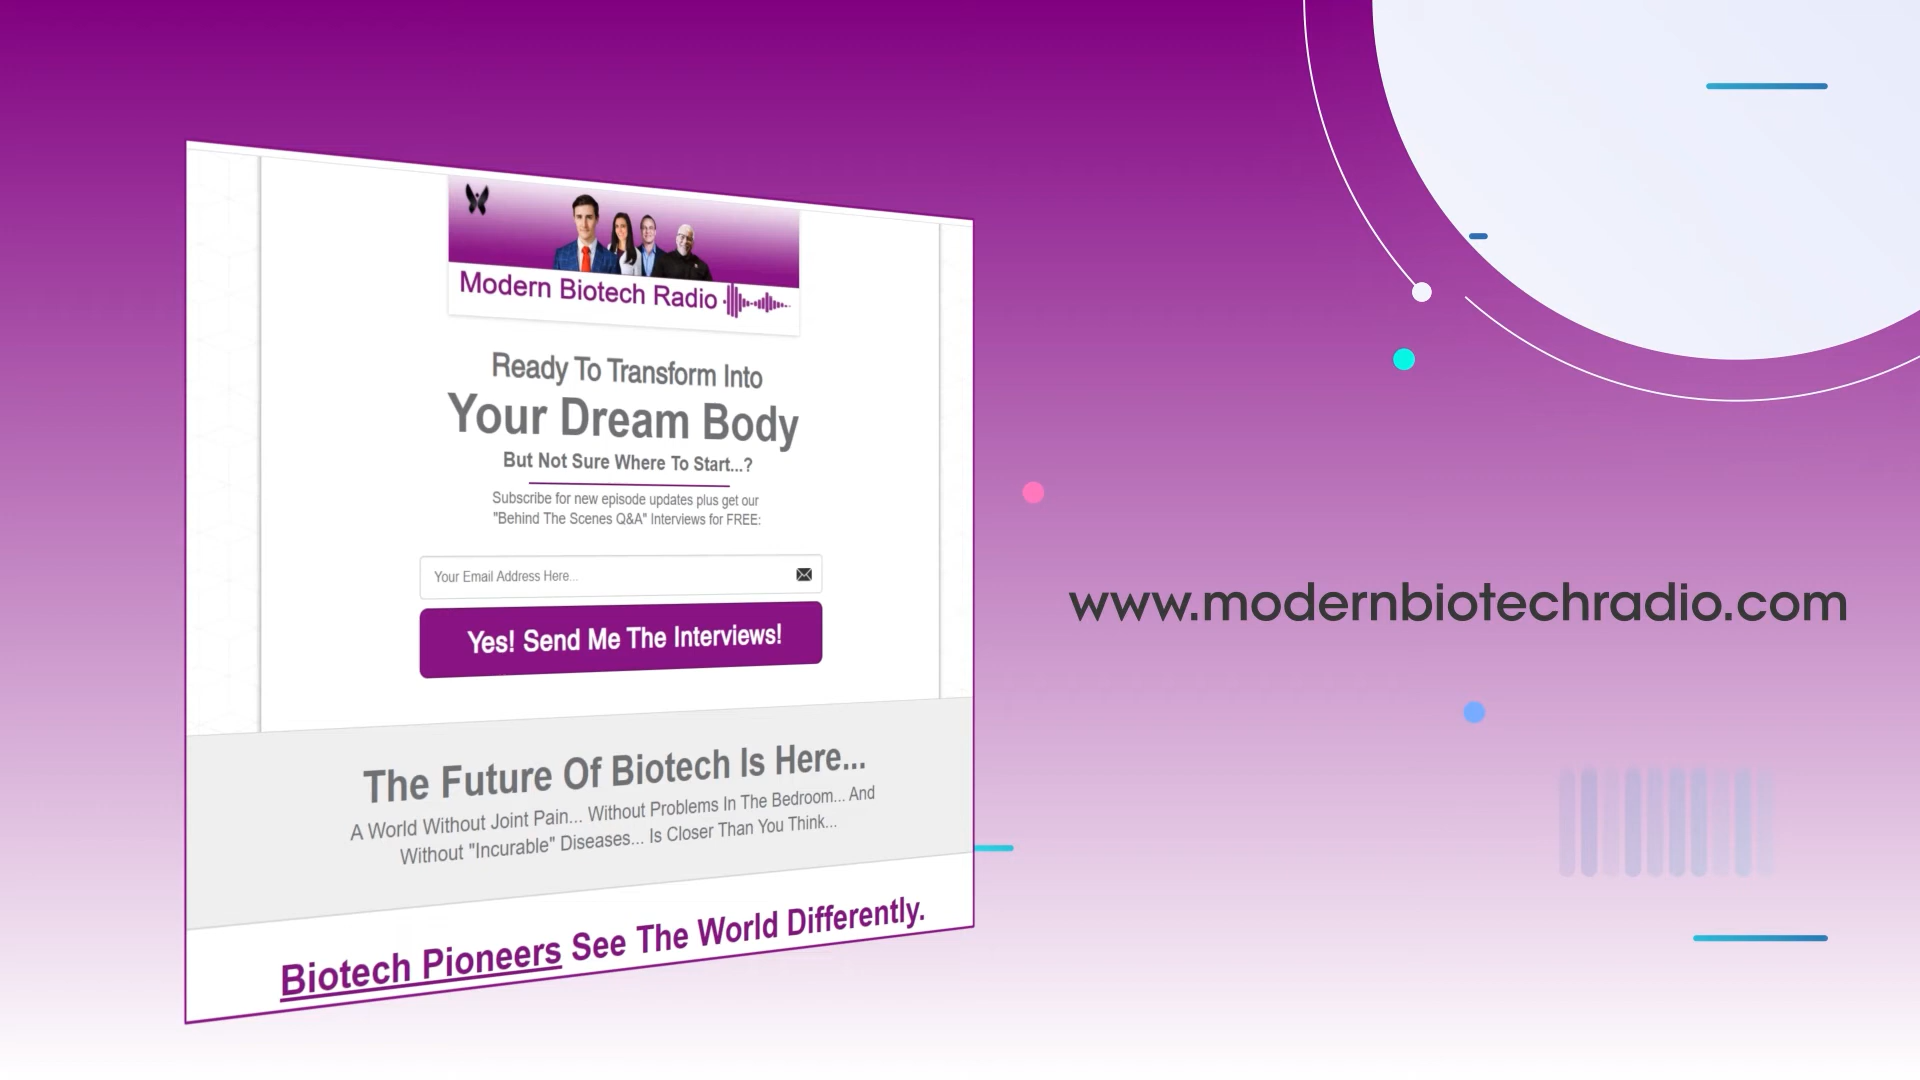 Modern Biotech Radio
Ready To Transform Into
Your Dream Body
But Not Sure Where To Start...?
Subscribe for new episode updates plus get our
"Behind The Scenes Q&A" Interviews for FREE:
Your Email Address Here...
Yes! Send Me The Interviews!
The Future Of Biotech Is Here...
A World Without Joint Pain... Without Problems In The Bedroom... And
Without "Incurable" Diseases... Is Closer Than You Think...
Biotech Pioneers See The World Differently.
www.modernbiotechradio.com